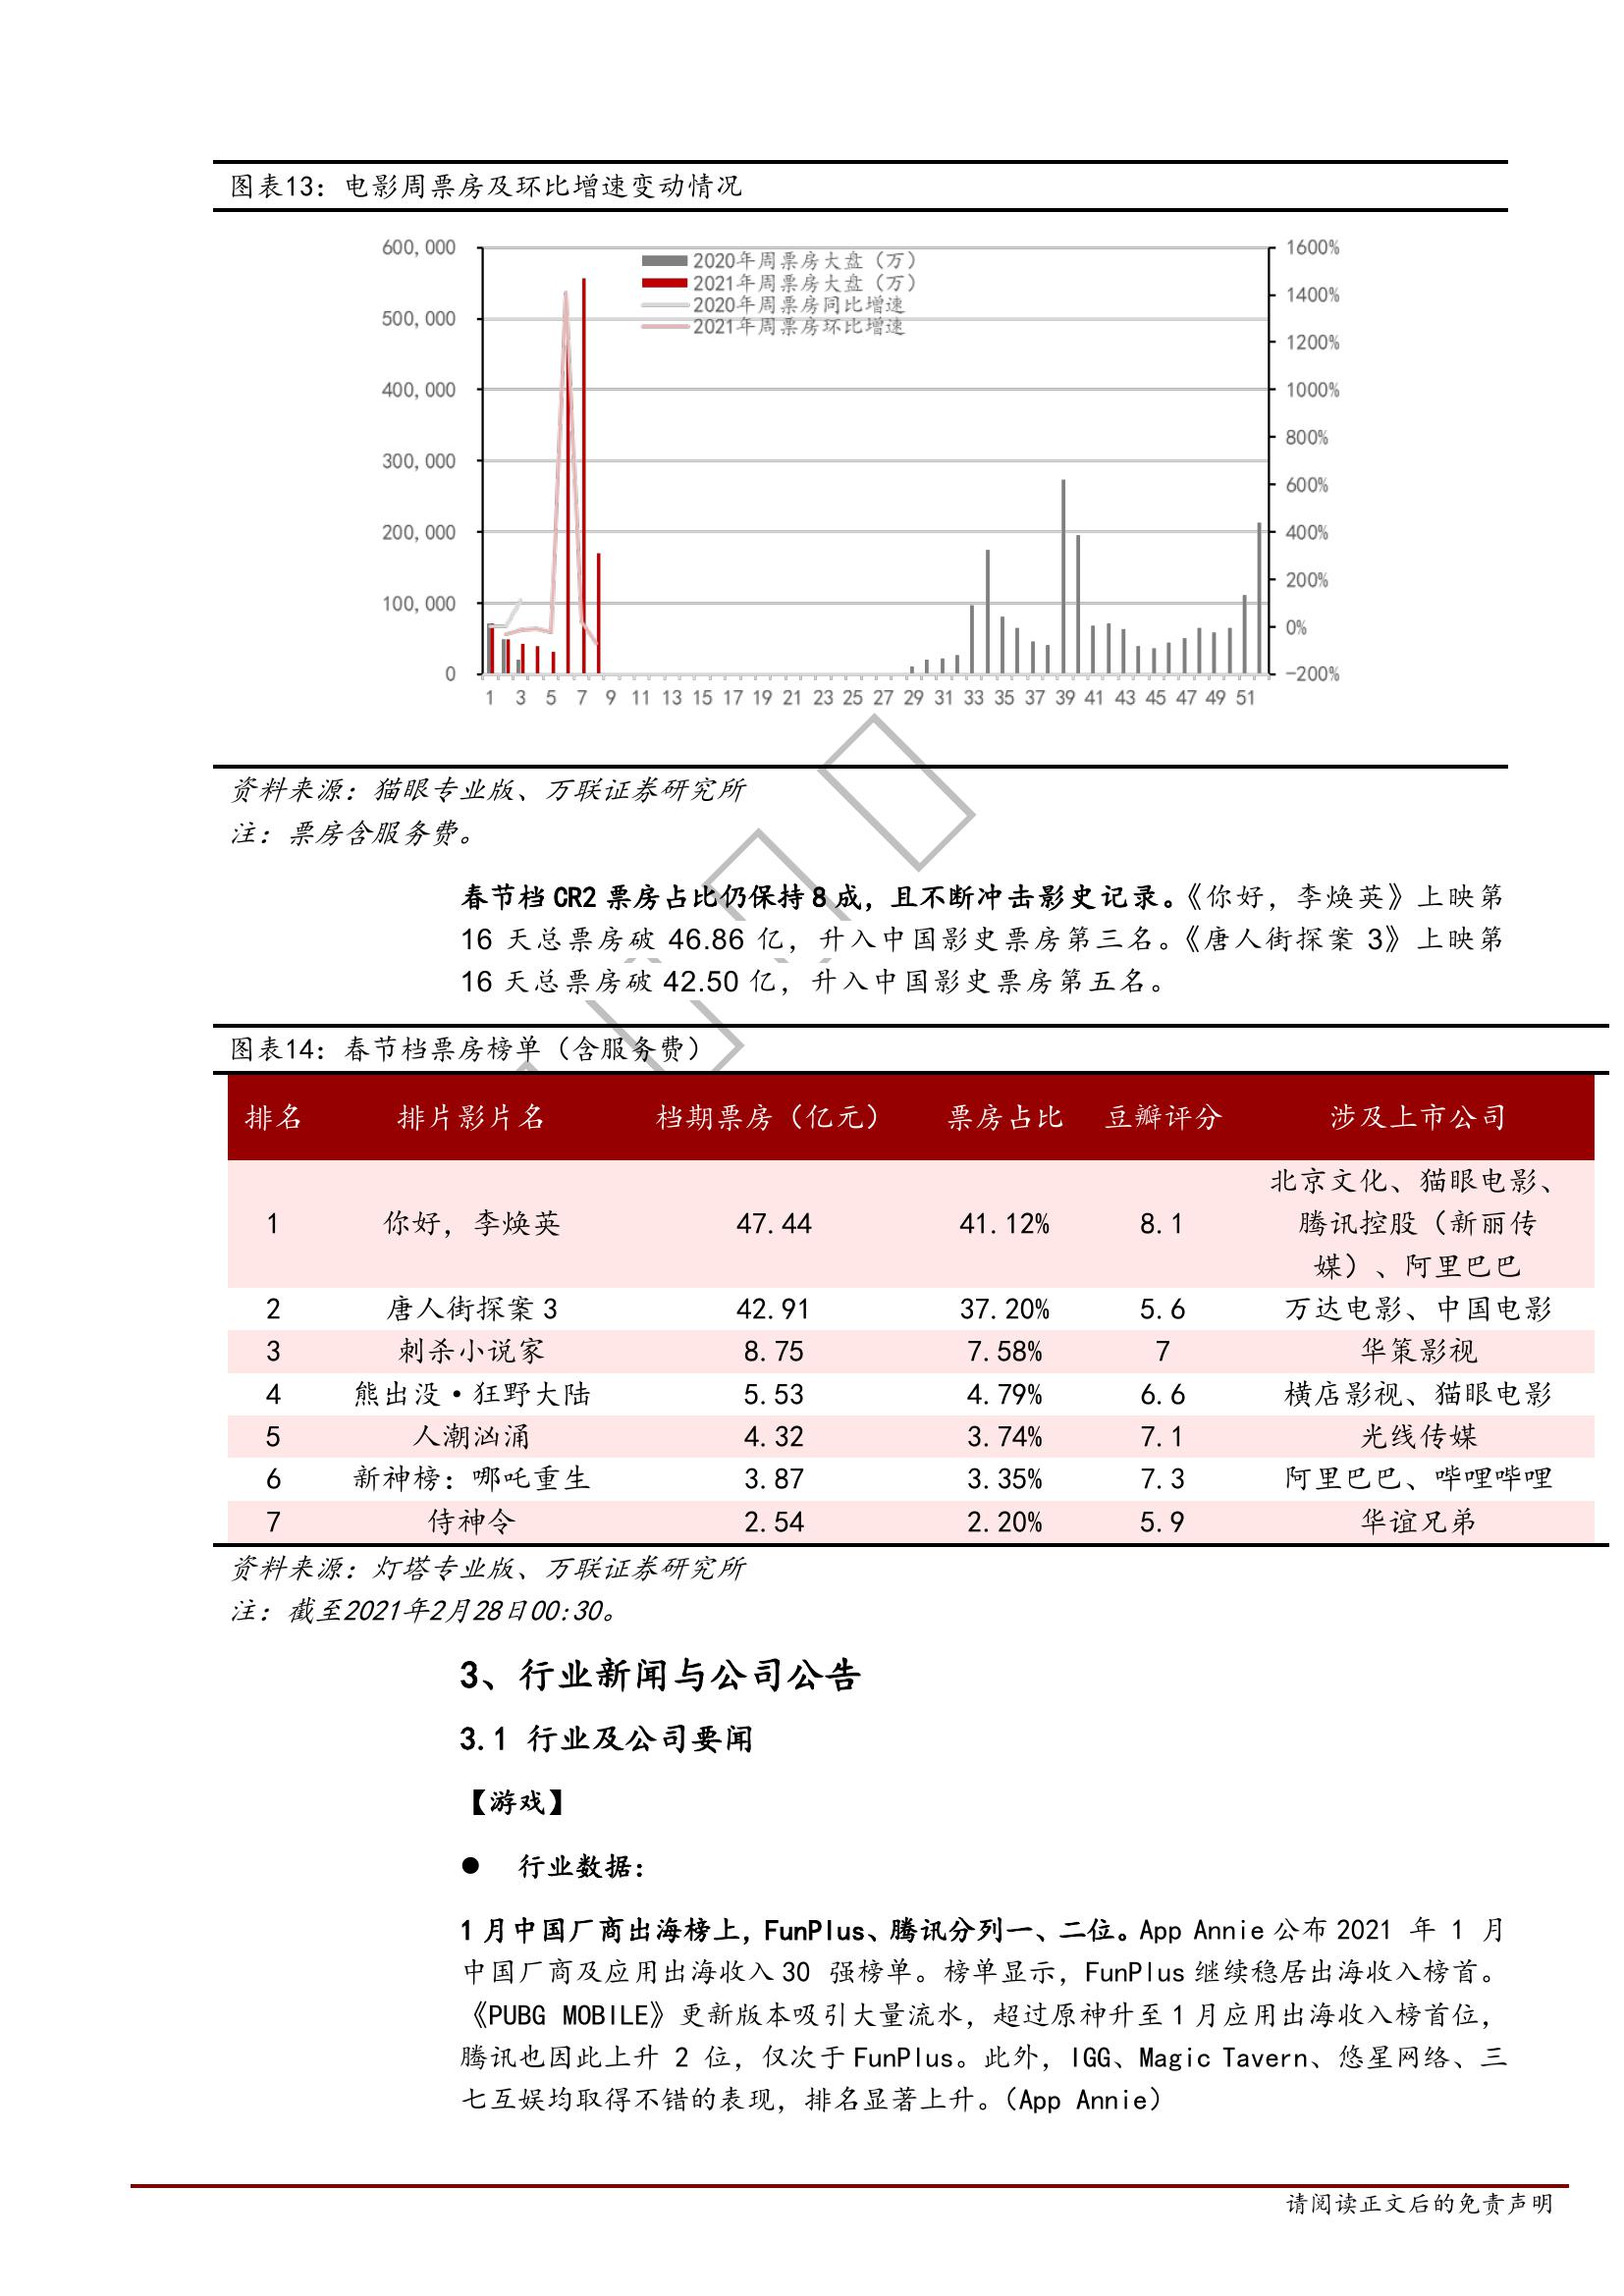 图表13：电影周票房及环比增速变动情况
600,000
500,000
400,000
300,000
200,000
100,000
0
2020年周票房大盘（万）
2021年周票房大盘（万）
2020年周票房同比增速
2021年周票房环比增速
1600%
1400%
1200%
1000%
800%
600%
400%
200%
0%
-200%
1 3 5 7 9 11 13 15 17 19 21 23 25 27 29 31 33 35 37 39 41 43 45 47 49 51
资料来源：猫眼专业版、万联证券研究所
注：票房含服务费。
春节档 CR2 票房占比仍保持 8 成，且不断冲击影史记录。《你好，李焕英》上映第
16 天总票房破 46.86 亿，升入中国影史票房第三名。《唐人街探案 3》上映第
16 天总票房破 42.50 亿，升入中国影史票房第五名。
图表14：春节档票房榜单（含服务费）
排名 排片影片名 档期票房（亿元） 票房占比 豆瓣评分 涉及上市公司
1 你好，李焕英 47.44 41.12% 8.1 北京文化、猫眼电影、
腾讯控股（新丽传
媒）、阿里巴巴
2 唐人街探案 3 42.91 37.20% 5.6 万达电影、中国电影
3 刺杀小说家 8.75 7.58% 7 华策影视
4 熊出没·狂野大陆 5.53 4.79% 6.6 横店影视、猫眼电影
5 人潮汹涌 4.32 3.74% 7.1 光线传媒
6 新神榜：哪吒重生 3.87 3.35% 7.3 阿里巴巴、哔哩哔哩
7 侍神令 2.54 2.20% 5.9 华谊兄弟
资料来源：灯塔专业版、万联证券研究所
注：截至2021年2月28日00:30。
3、行业新闻与公司公告
3.1 行业及公司要闻
【游戏】
● 行业数据：
1 月中国厂商出海榜上，FunPlus、腾讯分列一、二位。App Annie 公布 2021 年 1 月
中国厂商及应用出海收入 30 强榜单。榜单显示，FunPlus 继续稳居出海收入榜首。
《PUBG MOBILE》更新版本吸引大量流水，超过原神升至 1 月应用出海收入榜首位，
腾讯也因此上升 2 位，仅次于 FunPlus。此外，IGG、Magic Tavern、悠星网络、三
七互娱均取得不错的表现，排名显著上升。（App Annie）
请阅读正文后的免责声明